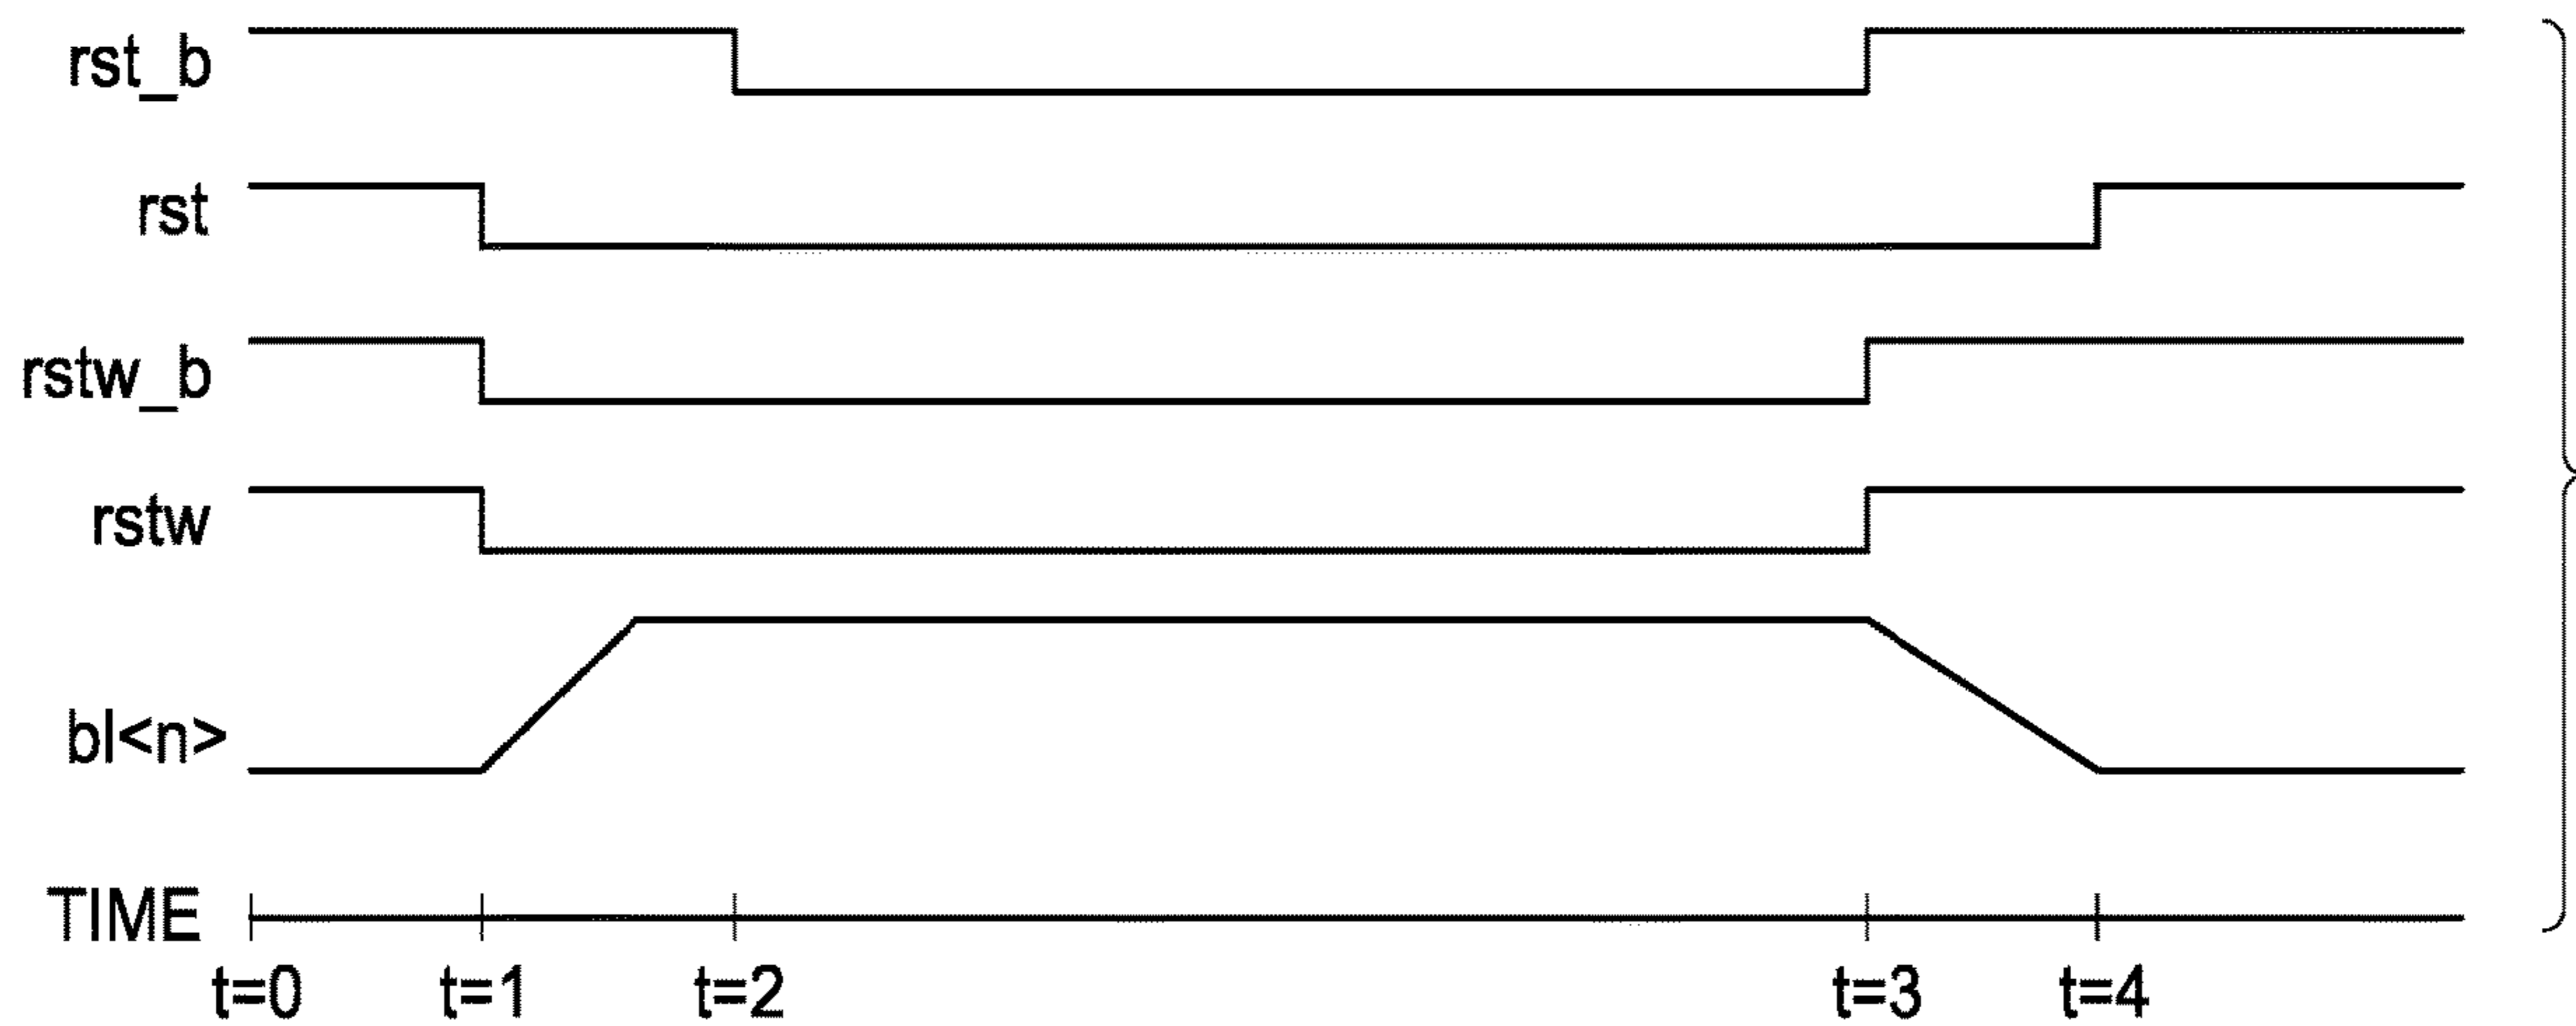 rst_b
rst
rstw_b
rstw
bl<n>
TIME
t=0 t=1 t=2 t=3 t=4